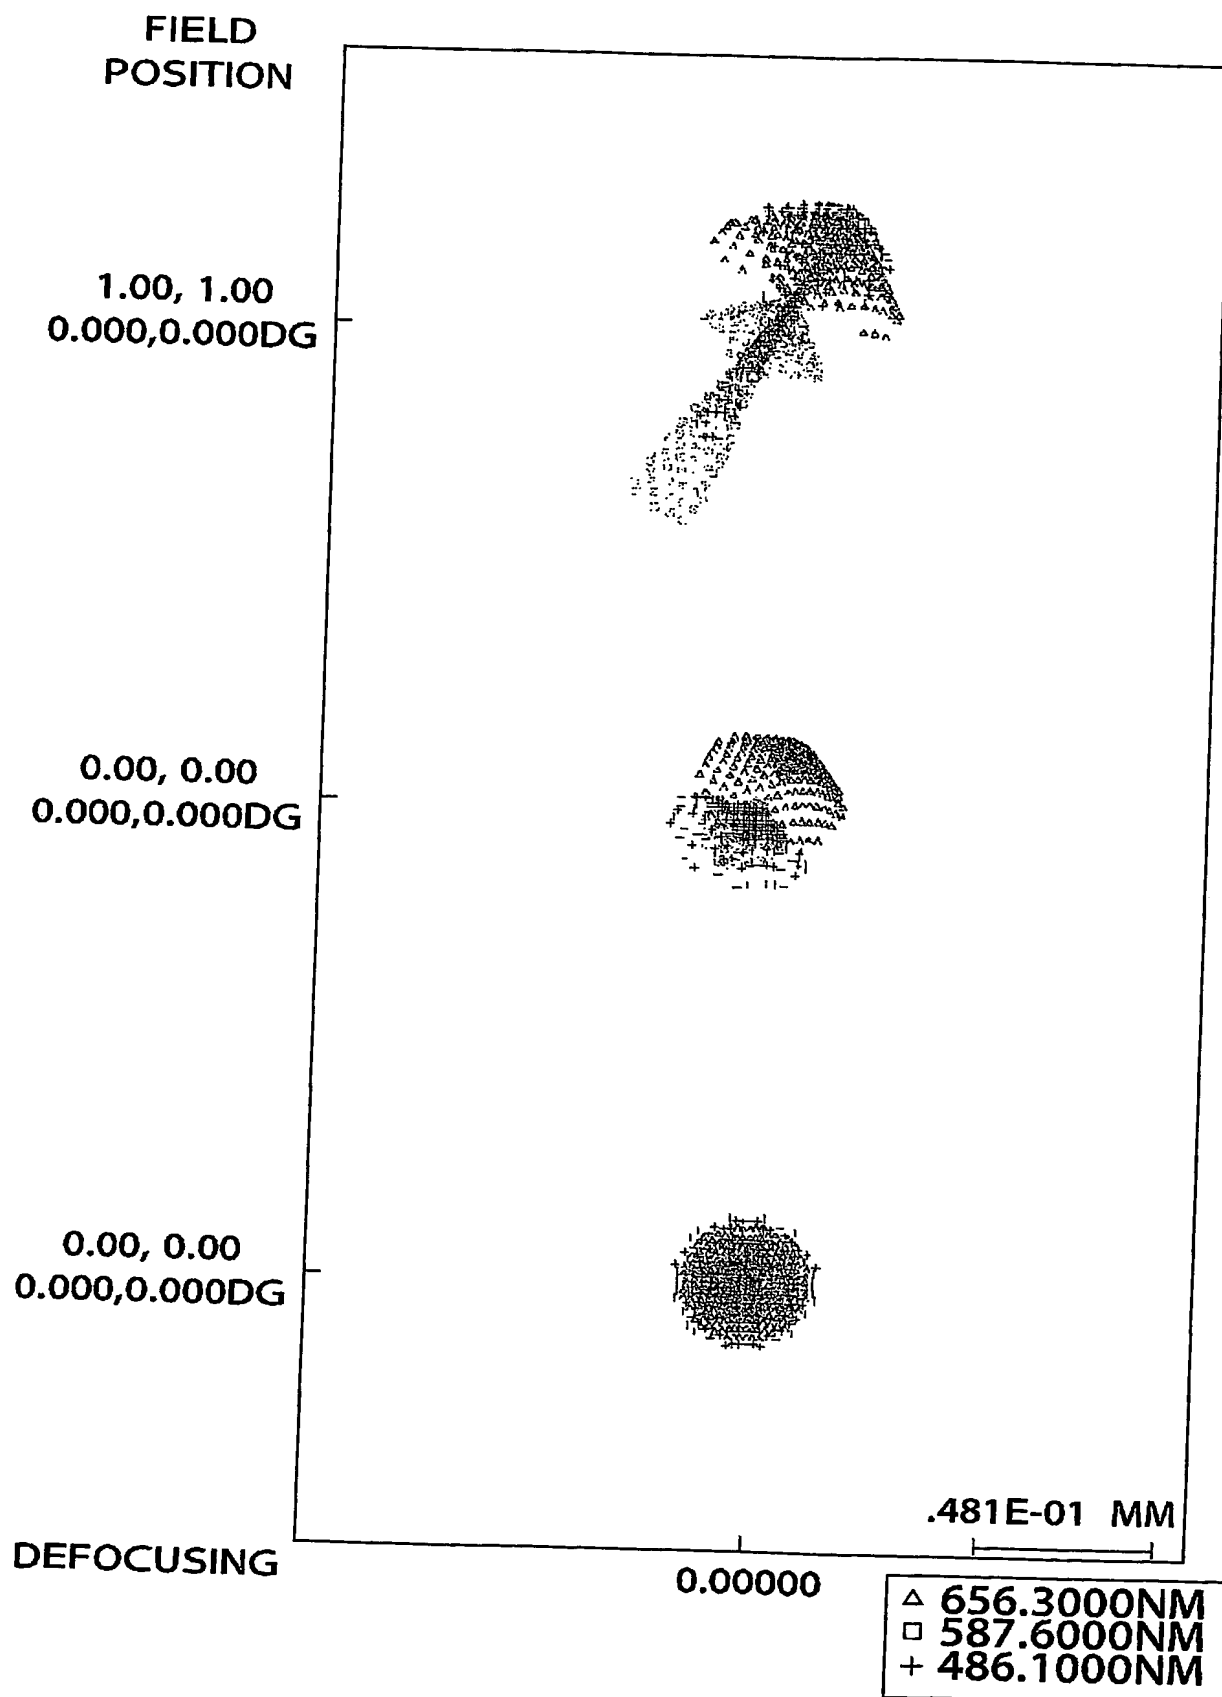 FIELD
POSITION
1.00, 1.00
0.000,0.000DG
0.00, 0.00
0.000,0.000DG
0.00, 0.00
0.000,0.000DG
.481E-01 MM
DEFOCUSING
0.00000
△ 656.3000NM
□ 587.6000NM
+ 486.1000NM